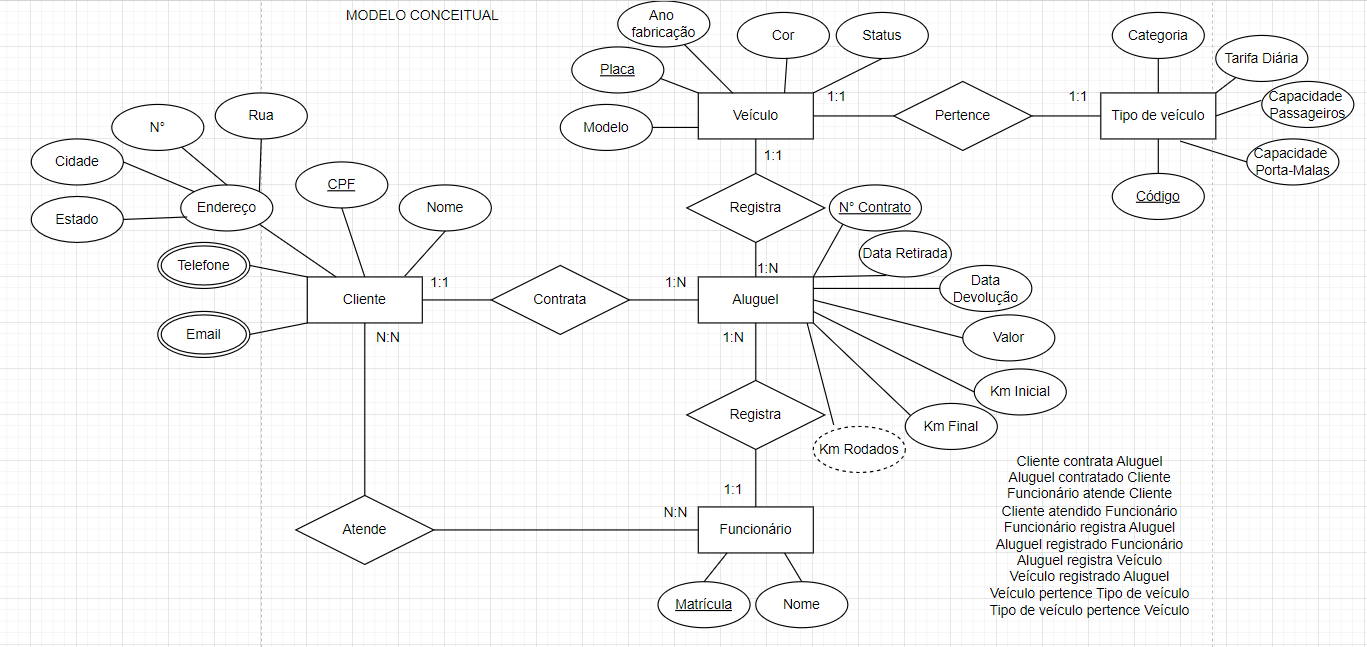 MODELO CONCEITUAL
Ano
fabricação
Cor
Status
Categoria
Placa
Tarifa Diária
Modelo
Veículo
1:1
Pertence
1:1
Tipo de veículo
Capacidade
Passageiros
Capacidade
Porta-Malas
Código
N°
Rua
Cidade
Estado
Endereço
CPF
Nome
Telefone
Email
1:1
Registra
1:N
N° Contrato
Data Retirada
Data
Devolução
Valor
Km Inicial
Km Final
Km Rodados
Cliente
1:1
Contrata
1:N
Aluguel
N:N
1:N
Registra
1:1
Atende
N:N
Funcionário
Matrícula
Nome
Cliente contrata Aluguel
Aluguel contratado Cliente
Funcionário atende Cliente
Cliente atendido Funcionário
Funcionário registra Aluguel
Aluguel registrado Funcionário
Aluguel registra Veículo
Veículo registrado Aluguel
Veículo pertence Tipo de veículo
Tipo de veículo pertence Veículo